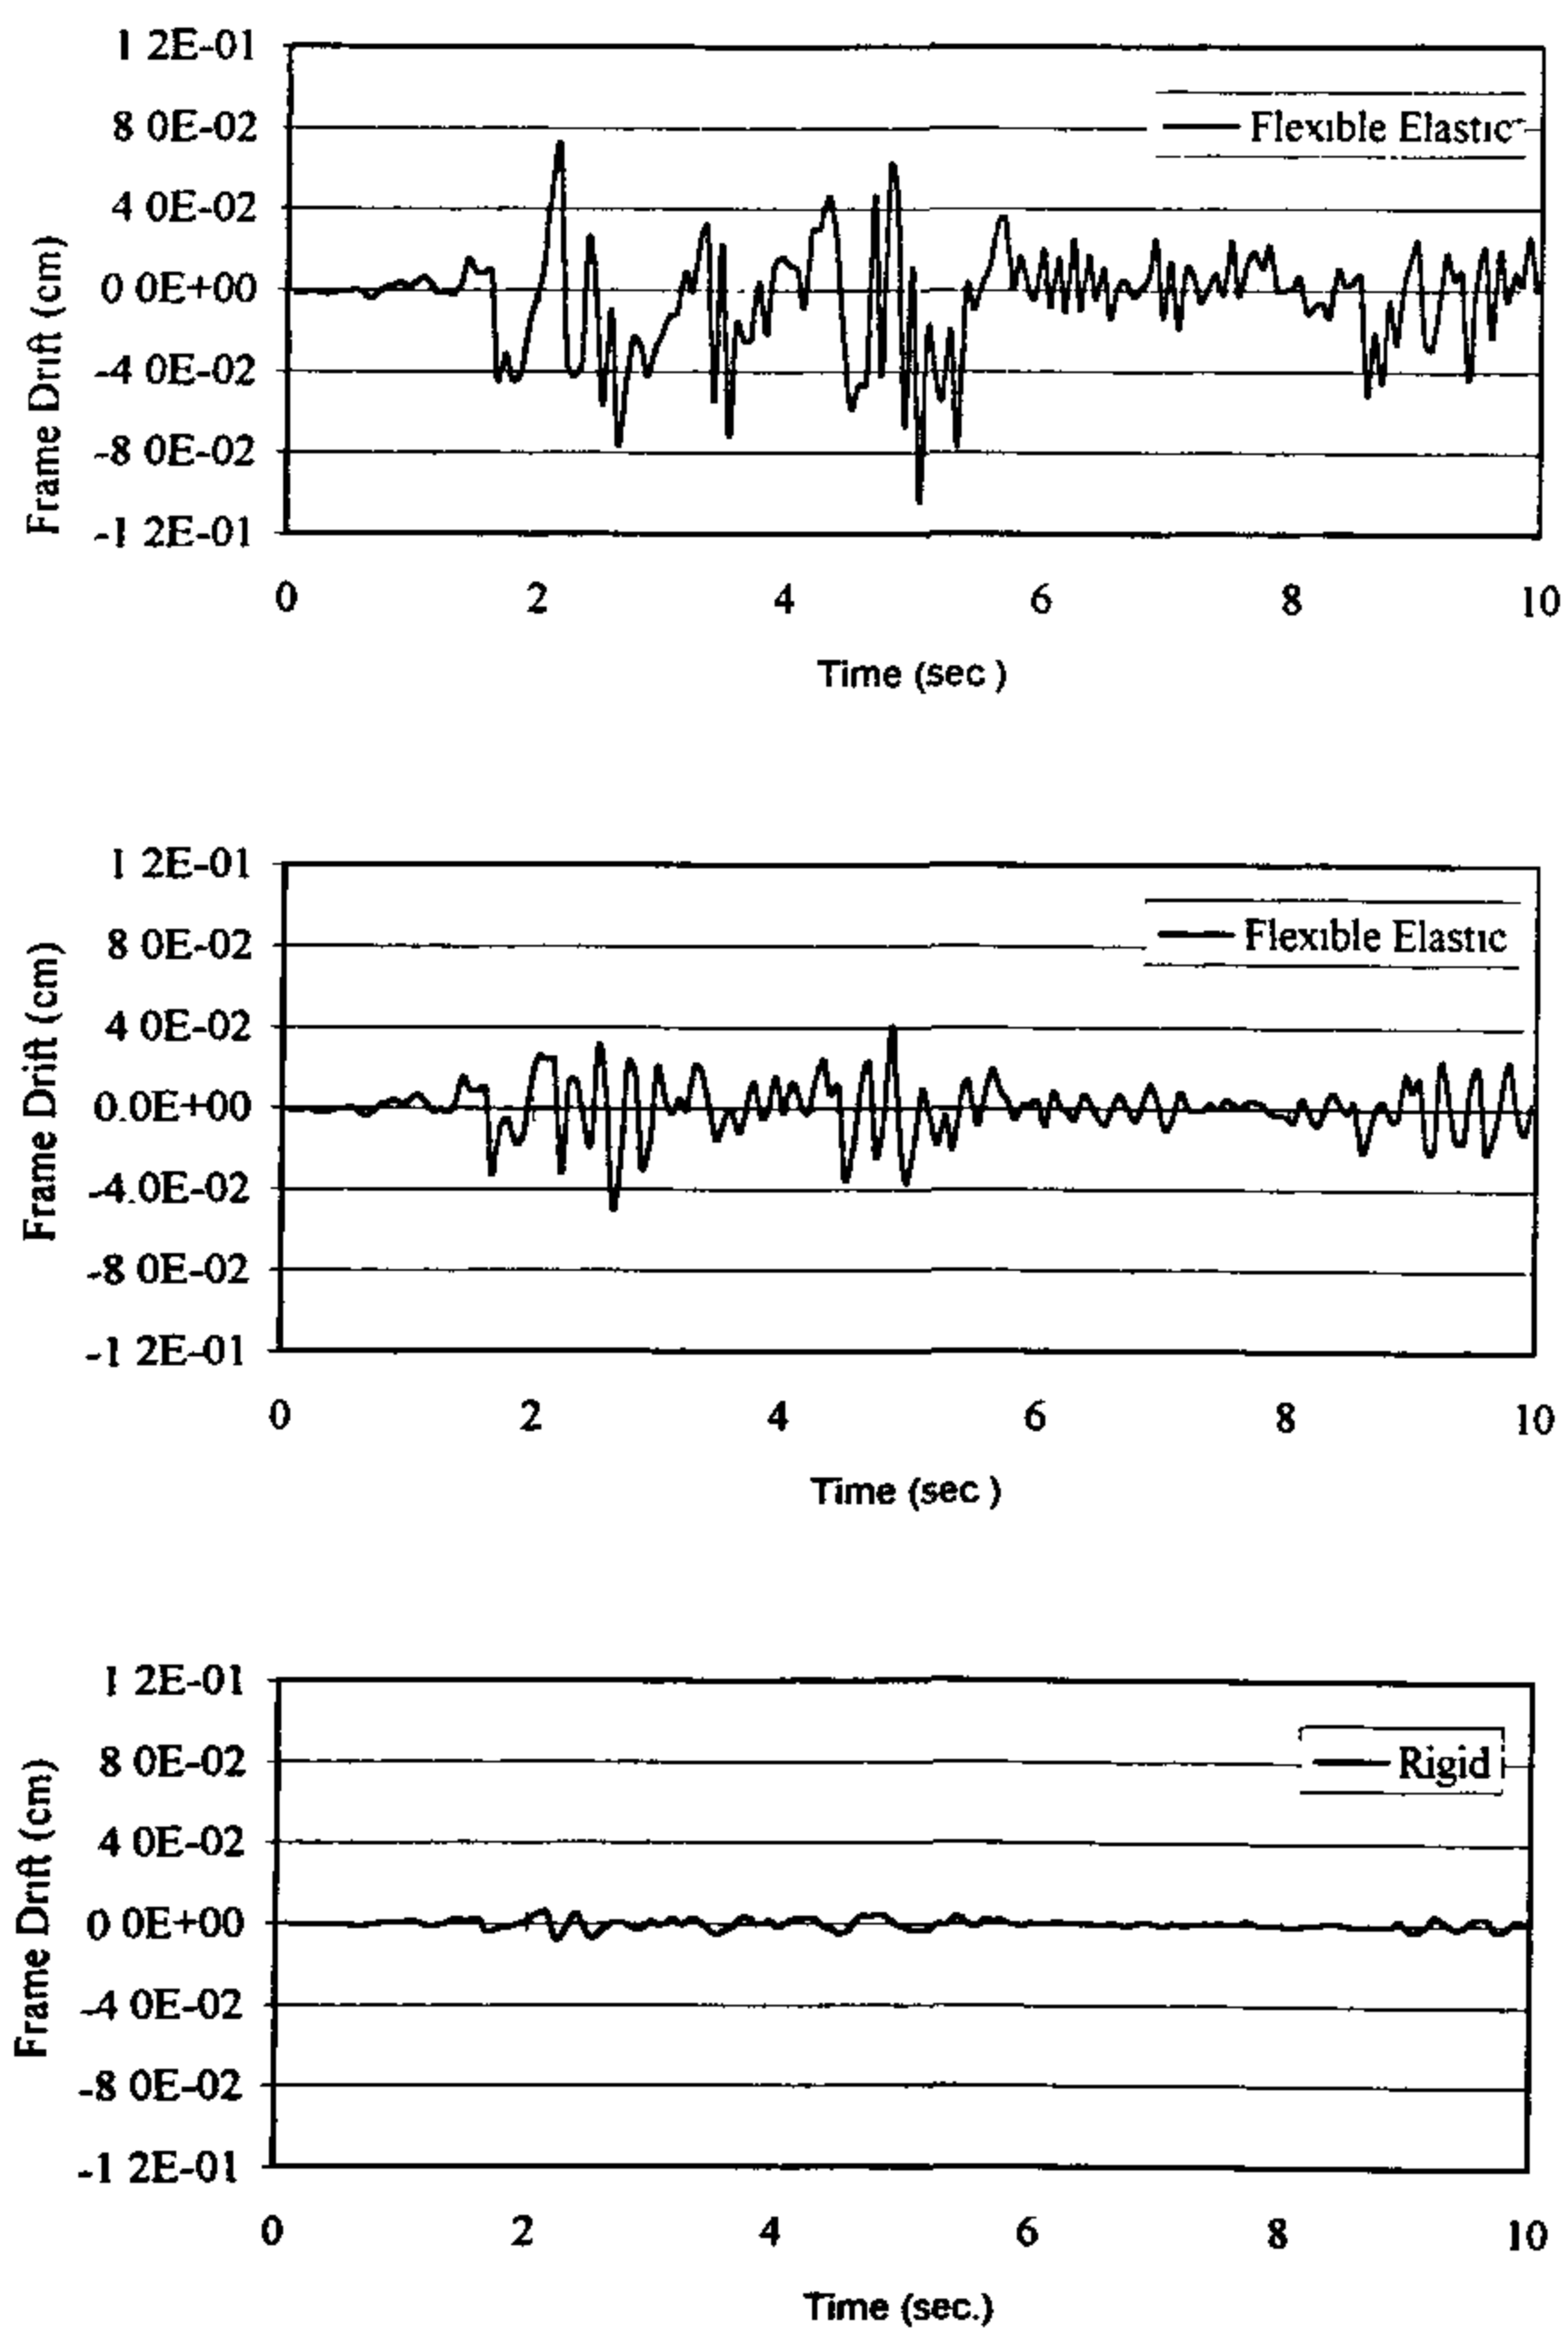 1 2E-01
8 0E-02
4 0E-02
0 0E+00
-4 0E-02
-8 0E-02
-1 2E-01
Frame Drift (cm)
Flexible Elastic
0 2 4 6 8 10
Time (sec )
1 2E-01
8 0E-02
4 0E-02
0.0E+00
-4.0E-02
-8 0E-02
-1 2E-01
Frame Drift (cm)
Flexible Elastic
0 2 4 6 8 10
Time (sec )
1 2E-01
8 0E-02
4 0E-02
0 0E+00
-4 0E-02
-8 0E-02
-1 2E-01
Frame Drift (cm)
Rigid
0 2 4 6 8 10
Time (sec.)